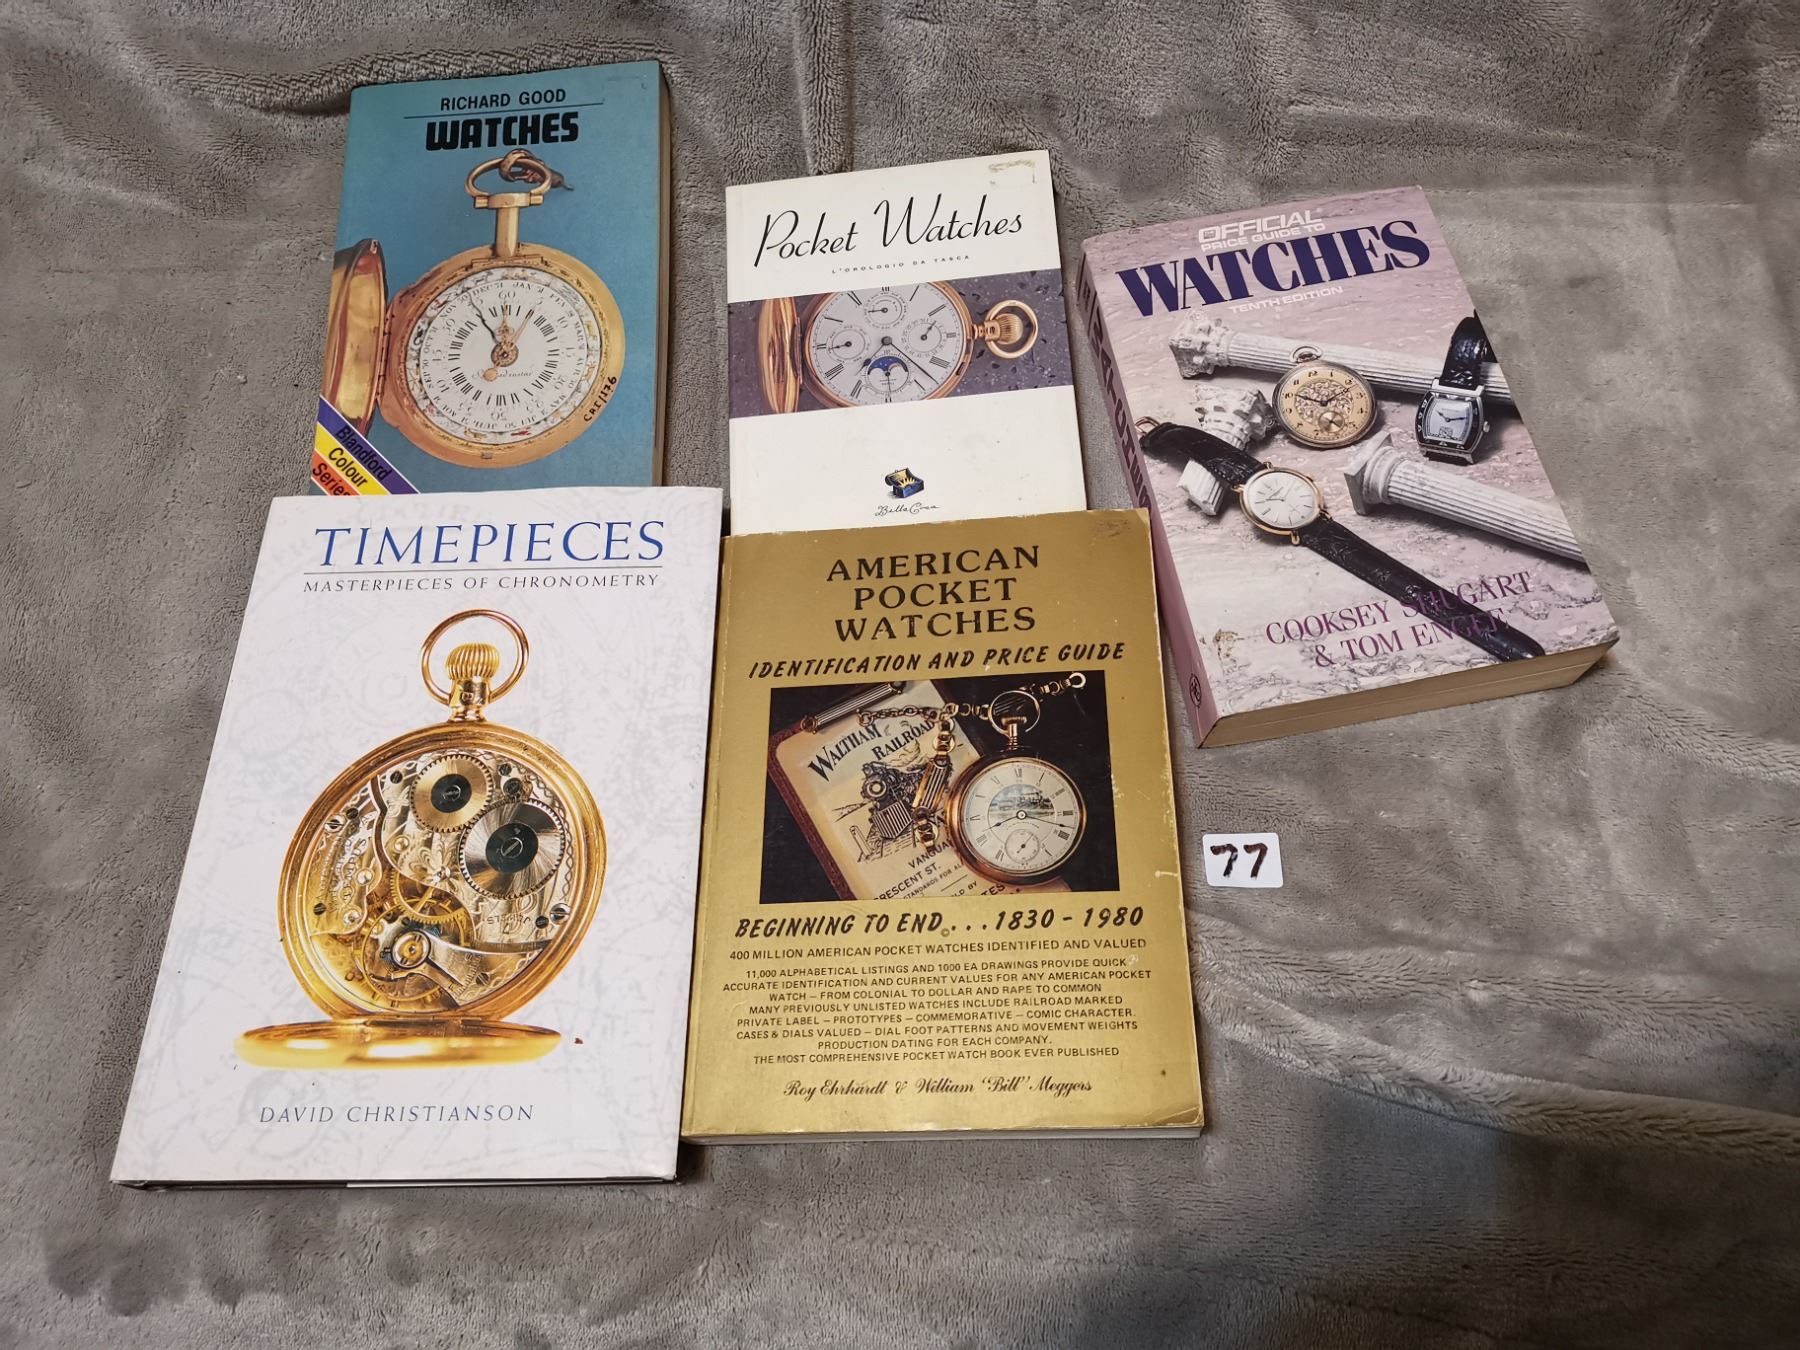 RICHARD GOOD
WATCHES
Blandford
Colour
Series
Pocket Watches
L'OROLOGIO DA TASCA
BellaCosa
OFFICIAL
PRICE GUIDE TO
WATCHES
TENTH EDITION
COOKSEY SHUGART
& TOM ENGLE
TIMEPIECES
MASTERPIECES OF CHRONOMETRY
DAVID CHRISTIANSON
AMERICAN
POCKET
WATCHES
IDENTIFICATION AND PRICE GUIDE
WALTHAM
RAILROAD
VANGUA
CRESCENT ST.
BEGINNING TO END©...1830 - 1980
400 MILLION AMERICAN POCKET WATCHES IDENTIFIED AND VALUED
11,000 ALPHABETICAL LISTINGS AND 1000 EA DRAWINGS PROVIDE QUICK
ACCURATE IDENTIFICATION AND CURRENT VALUES FOR ANY AMERICAN POCKET
WATCH – FROM COLONIAL TO DOLLAR AND RAPE TO COMMON
MANY PREVIOUSLY UNLISTED WATCHES INCLUDE RAILROAD MARKED
PRIVATE LABEL – PROTOTYPES – COMMEMORATIVE – COMIC CHARACTER.
CASES & DIALS VALUED – DIAL FOOT PATTERNS AND MOVEMENT WEIGHTS
PRODUCTION DATING FOR EACH COMPANY.
THE MOST COMPREHENSIVE POCKET WATCH BOOK EVER PUBLISHED
Roy Ehrhardt & William "Bill" Meggers
77